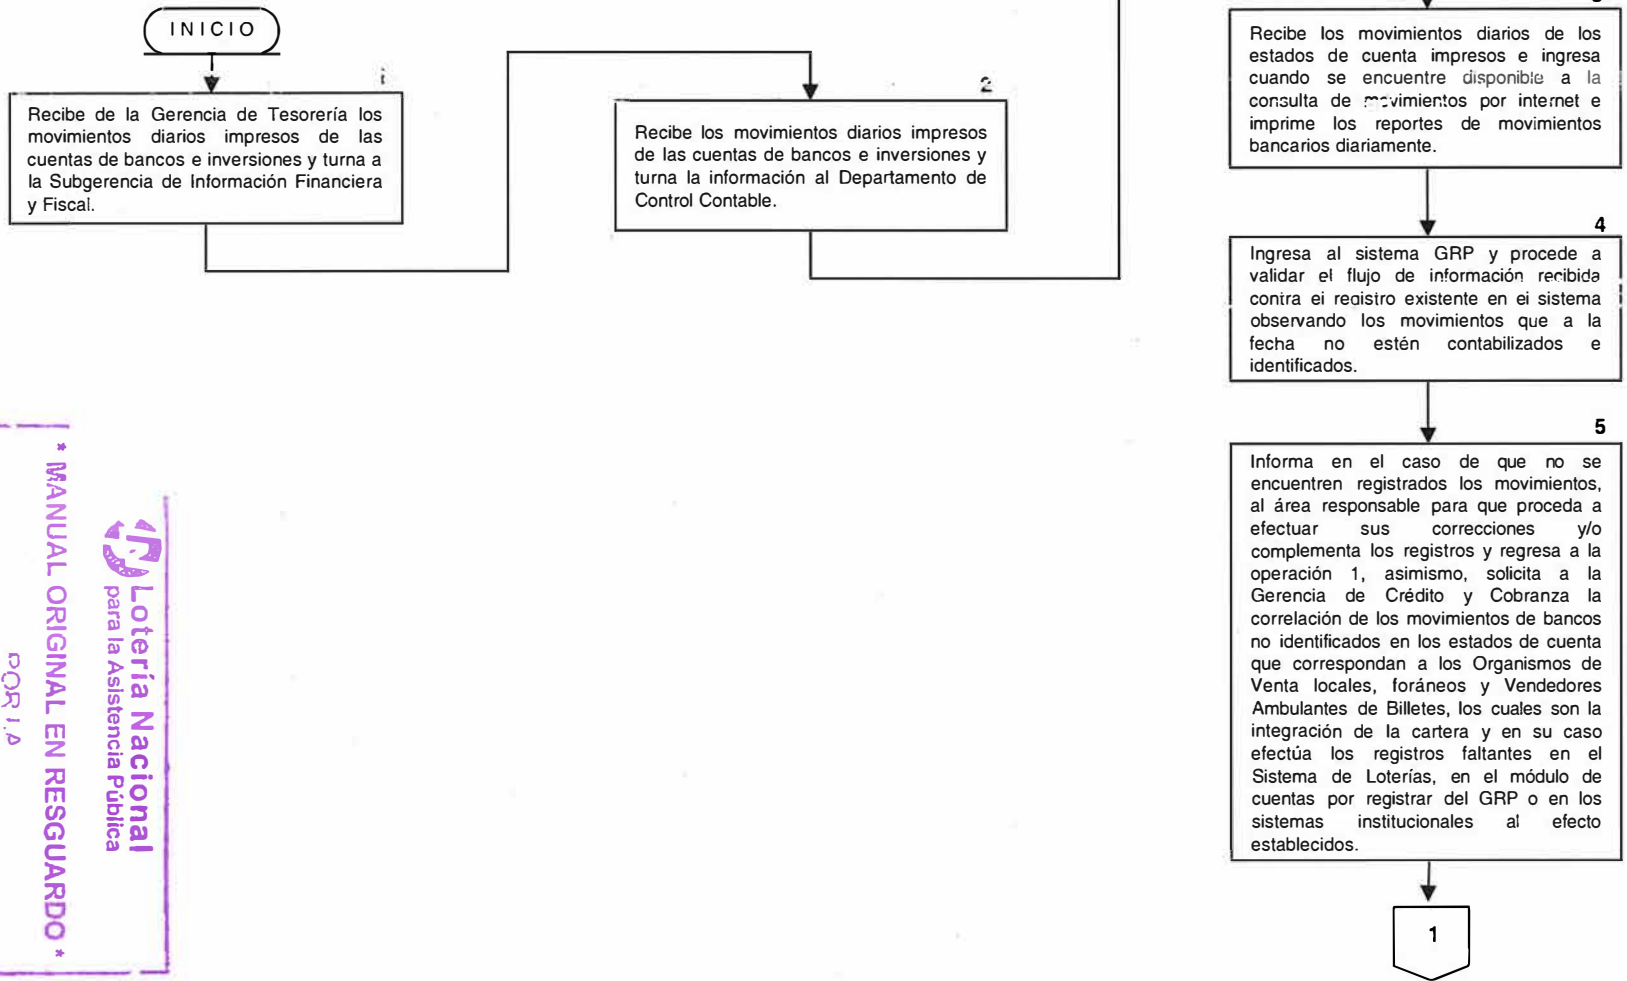 INICIO
Recibe de la Gerencia de Tesorería los
movimientos diarios impresos de las
cuentas de bancos e inversiones y turna a
la Subgerencia de Información Financiera
y Fiscal.
2
Recibe los movimientos diarios impresos
de las cuentas de bancos e inversiones y
turna la información al Departamento de
Control Contable.
Recibe los movimientos diarios de los
estados de cuenta impresos e ingresa
cuando se encuentre disponible a la
consulta de movimientos por internet e
imprime los reportes de movimientos
bancarios diariamente.
4
Ingresa al sistema GRP y procede a
validar el flujo de información recibida
contra el registro existente en el sistema
observando los movimientos que a la
fecha no estén contabilizados e
identificados.
5
Informa en el caso de que no se
encuentren registrados los movimientos,
al área responsable para que proceda a
efectuar sus correcciones y/o
complementa los registros y regresa a la
operación 1, asimismo, solicita a la
Gerencia de Crédito y Cobranza la
correlación de los movimientos de bancos
no identificados en los estados de cuenta
que correspondan a los Organismos de
Venta locales, foráneos y Vendedores
Ambulantes de Billetes, los cuales son la
integración de la cartera y en su caso
efectúa los registros faltantes en el
Sistema de Loterías, en el módulo de
cuentas por registrar del GRP o en los
sistemas institucionales al efecto
establecidos.
1
Lotería Nacional
para la Asistencia Pública
* MANUAL ORIGINAL EN RESGUARDO *